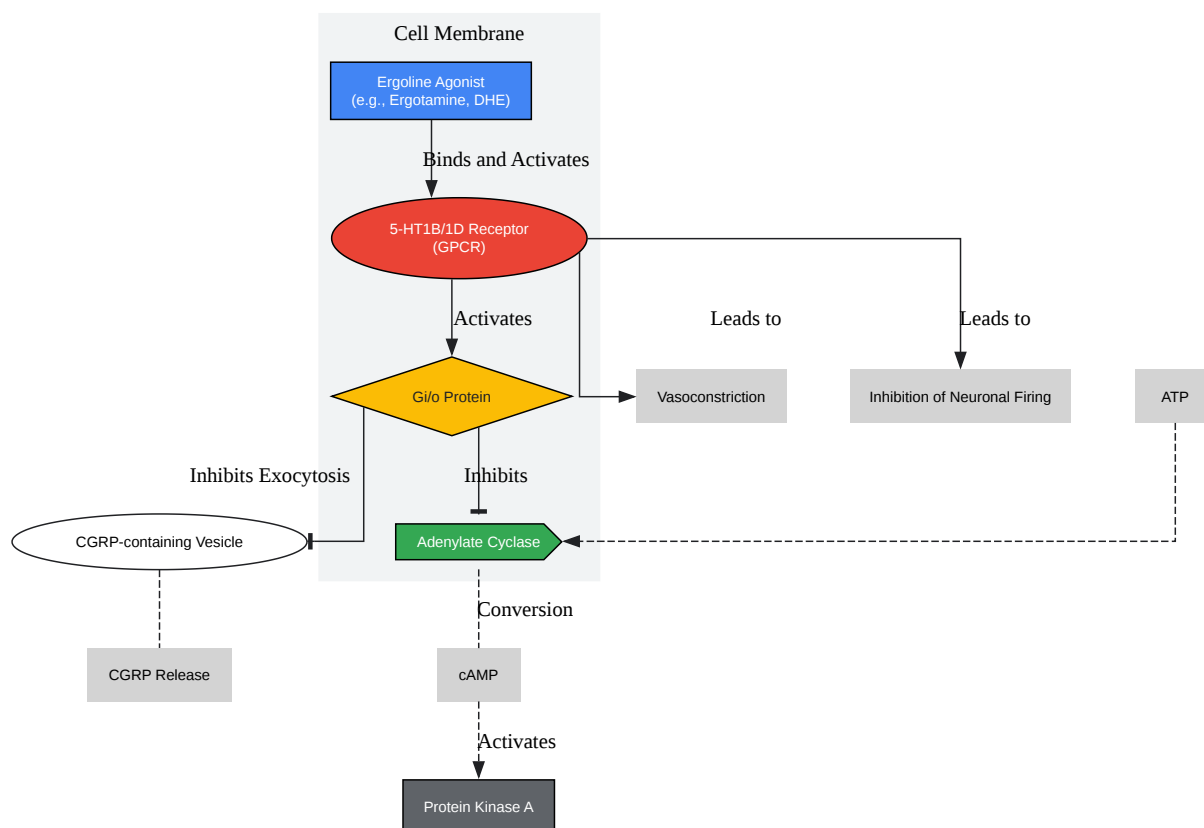 Cell Membrane
Ergoline Agonist
(e.g., Ergotamine, DHE)
Binds and Activates
5-HT1B/1D Receptor
(GPCR)
Activates
Leads to
Leads to
Gi/o Protein
Vasoconstriction
Inhibition of Neuronal Firing
ATP
Inhibits Exocytosis
Inhibits
CGRP-containing Vesicle
Adenylate Cyclase
Conversion
CGRP Release
cAMP
Activates
Protein Kinase A